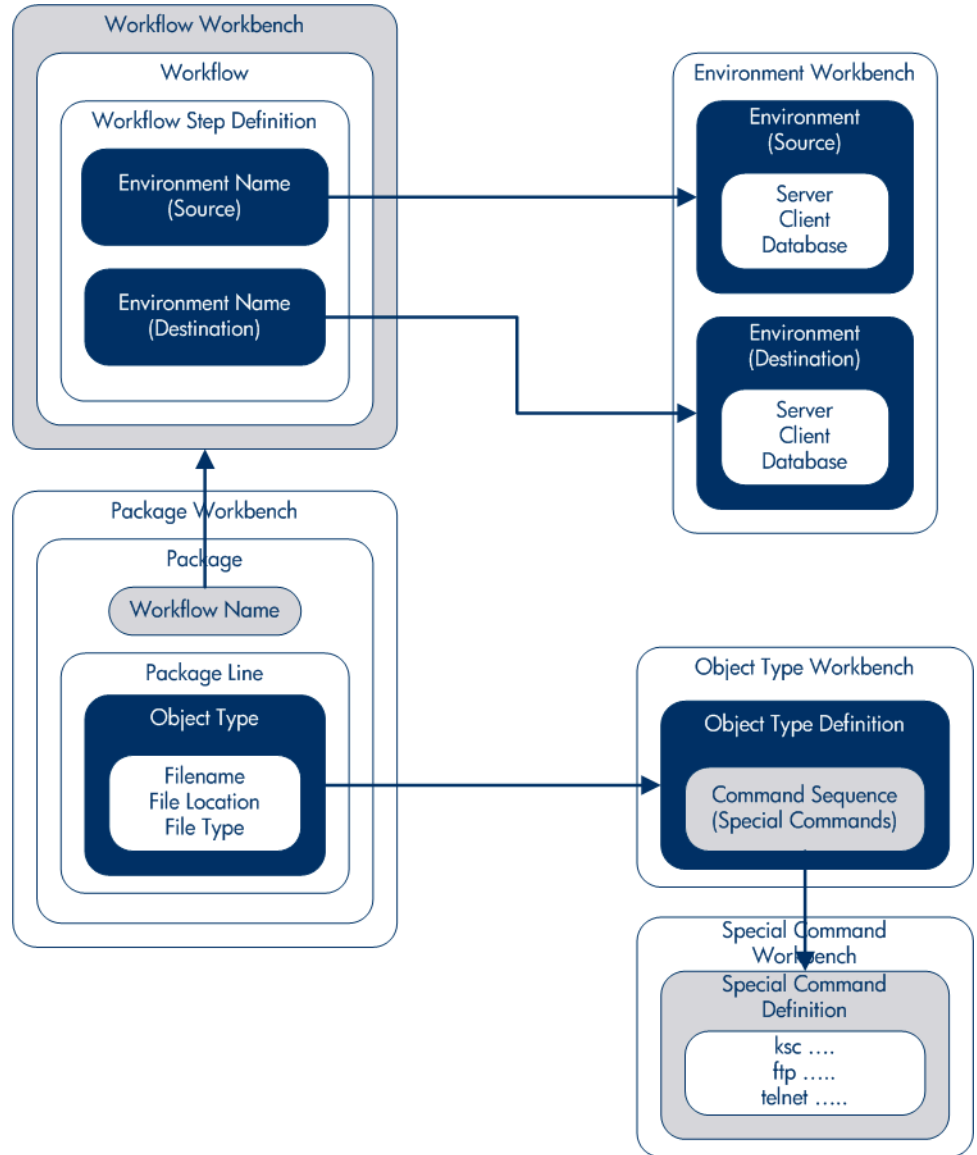 Workflow Workbench
Workflow
Workflow Step Definition
Environment Name
(Source)
Environment Name
(Destination)
Environment Workbench
Environment
(Source)
Server
Client
Database
Environment
(Destination)
Server
Client
Database
Package Workbench
Package
Workflow Name
Package Line
Object Type
Filename
File Location
File Type
Object Type Workbench
Object Type Definition
Command Sequence
(Special Commands)
Special Command
Workbench
Special Command
Definition
ksc ....
ftp .....
telnet .....